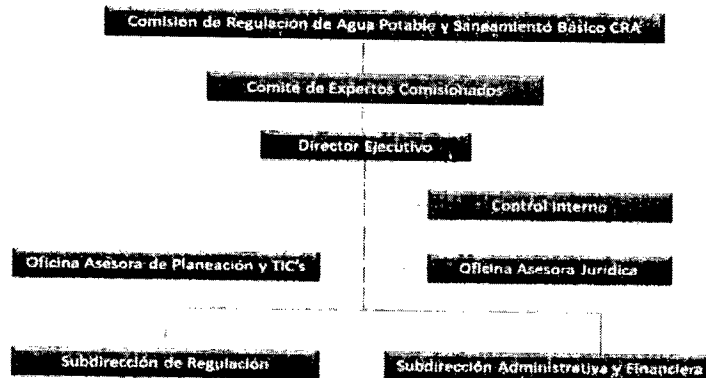 Comisión de Regulación de Agua Potable y Saneamiento Básico CRA
Comité de Expertos Comisionados
Director Ejecutivo
Control Interno
Oficina Asesora de Planeación y TIC's
Oficina Asesora Jurídica
Subdirección de Regulación
Subdirección Administrativa y Financiera